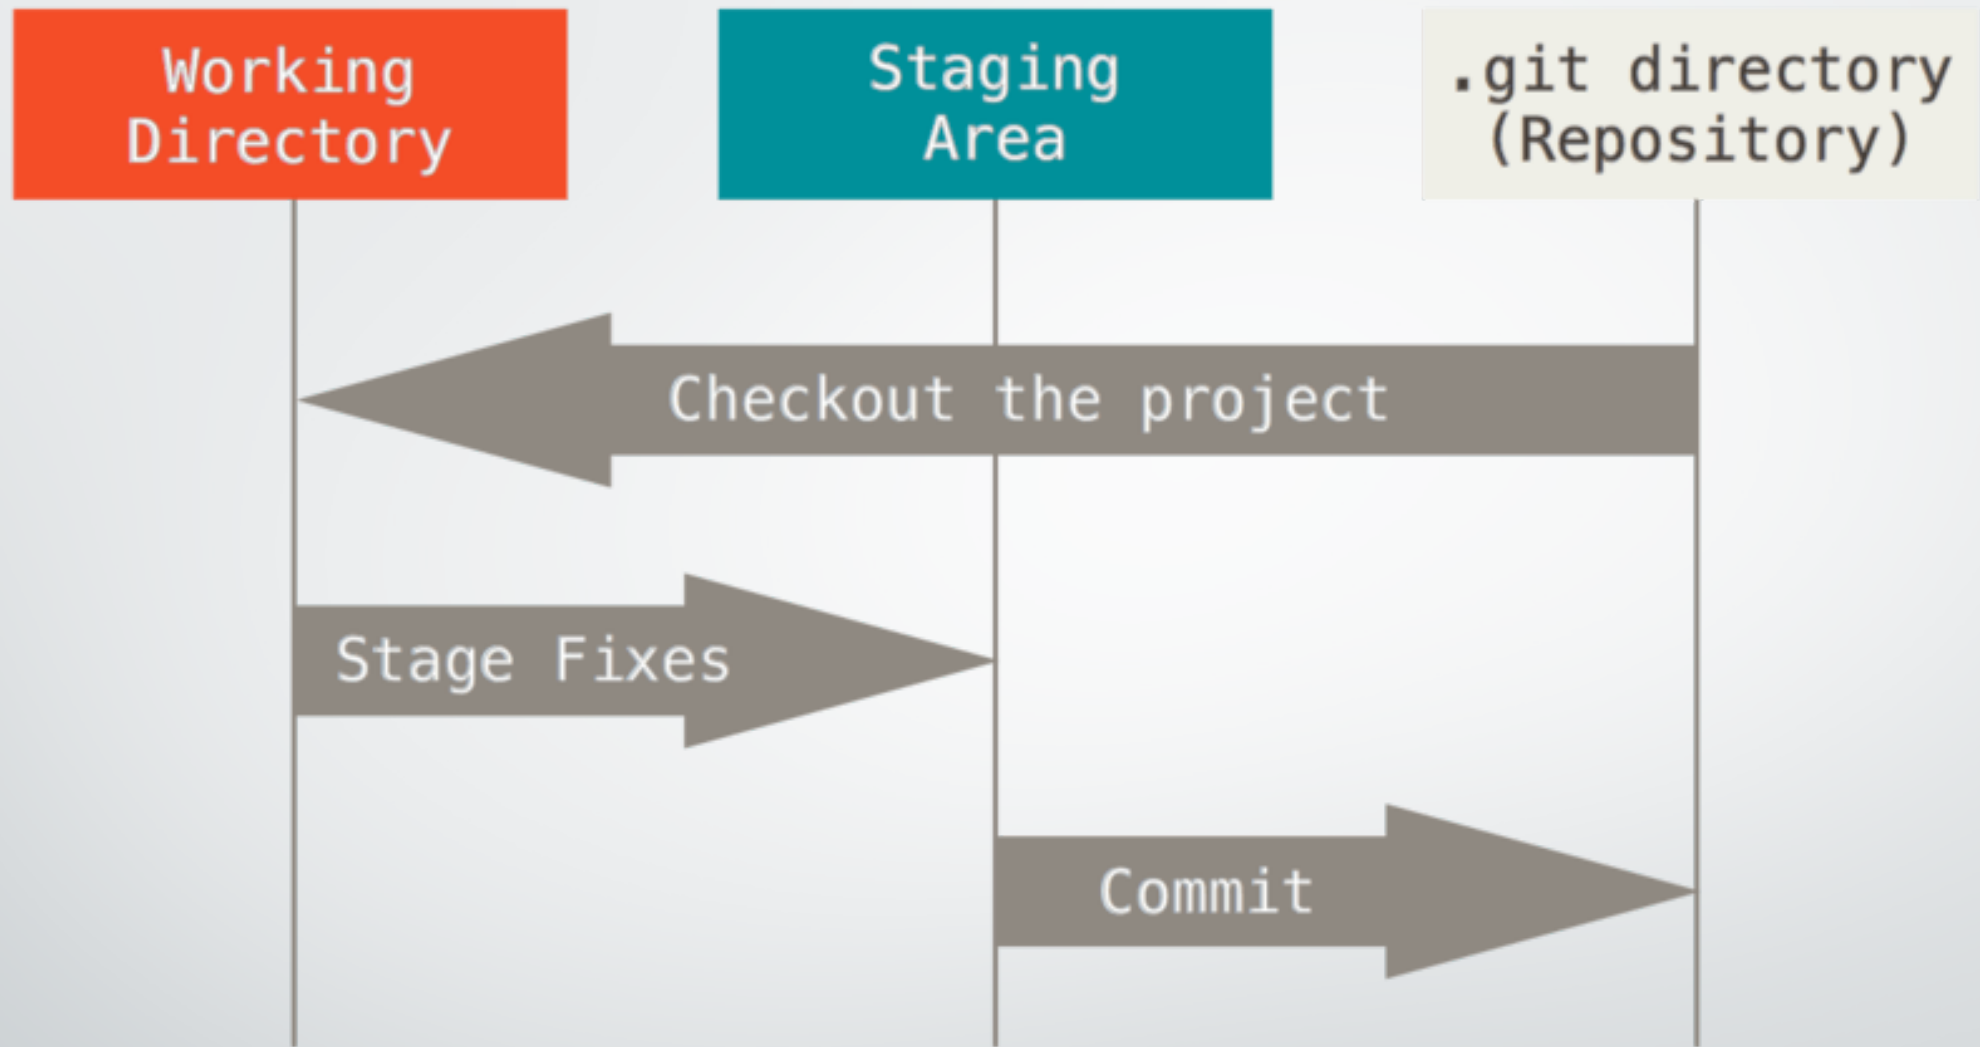 Working
Directory
Staging
Area
.git directory
(Repository)
Checkout the project
Stage Fixes
Commit